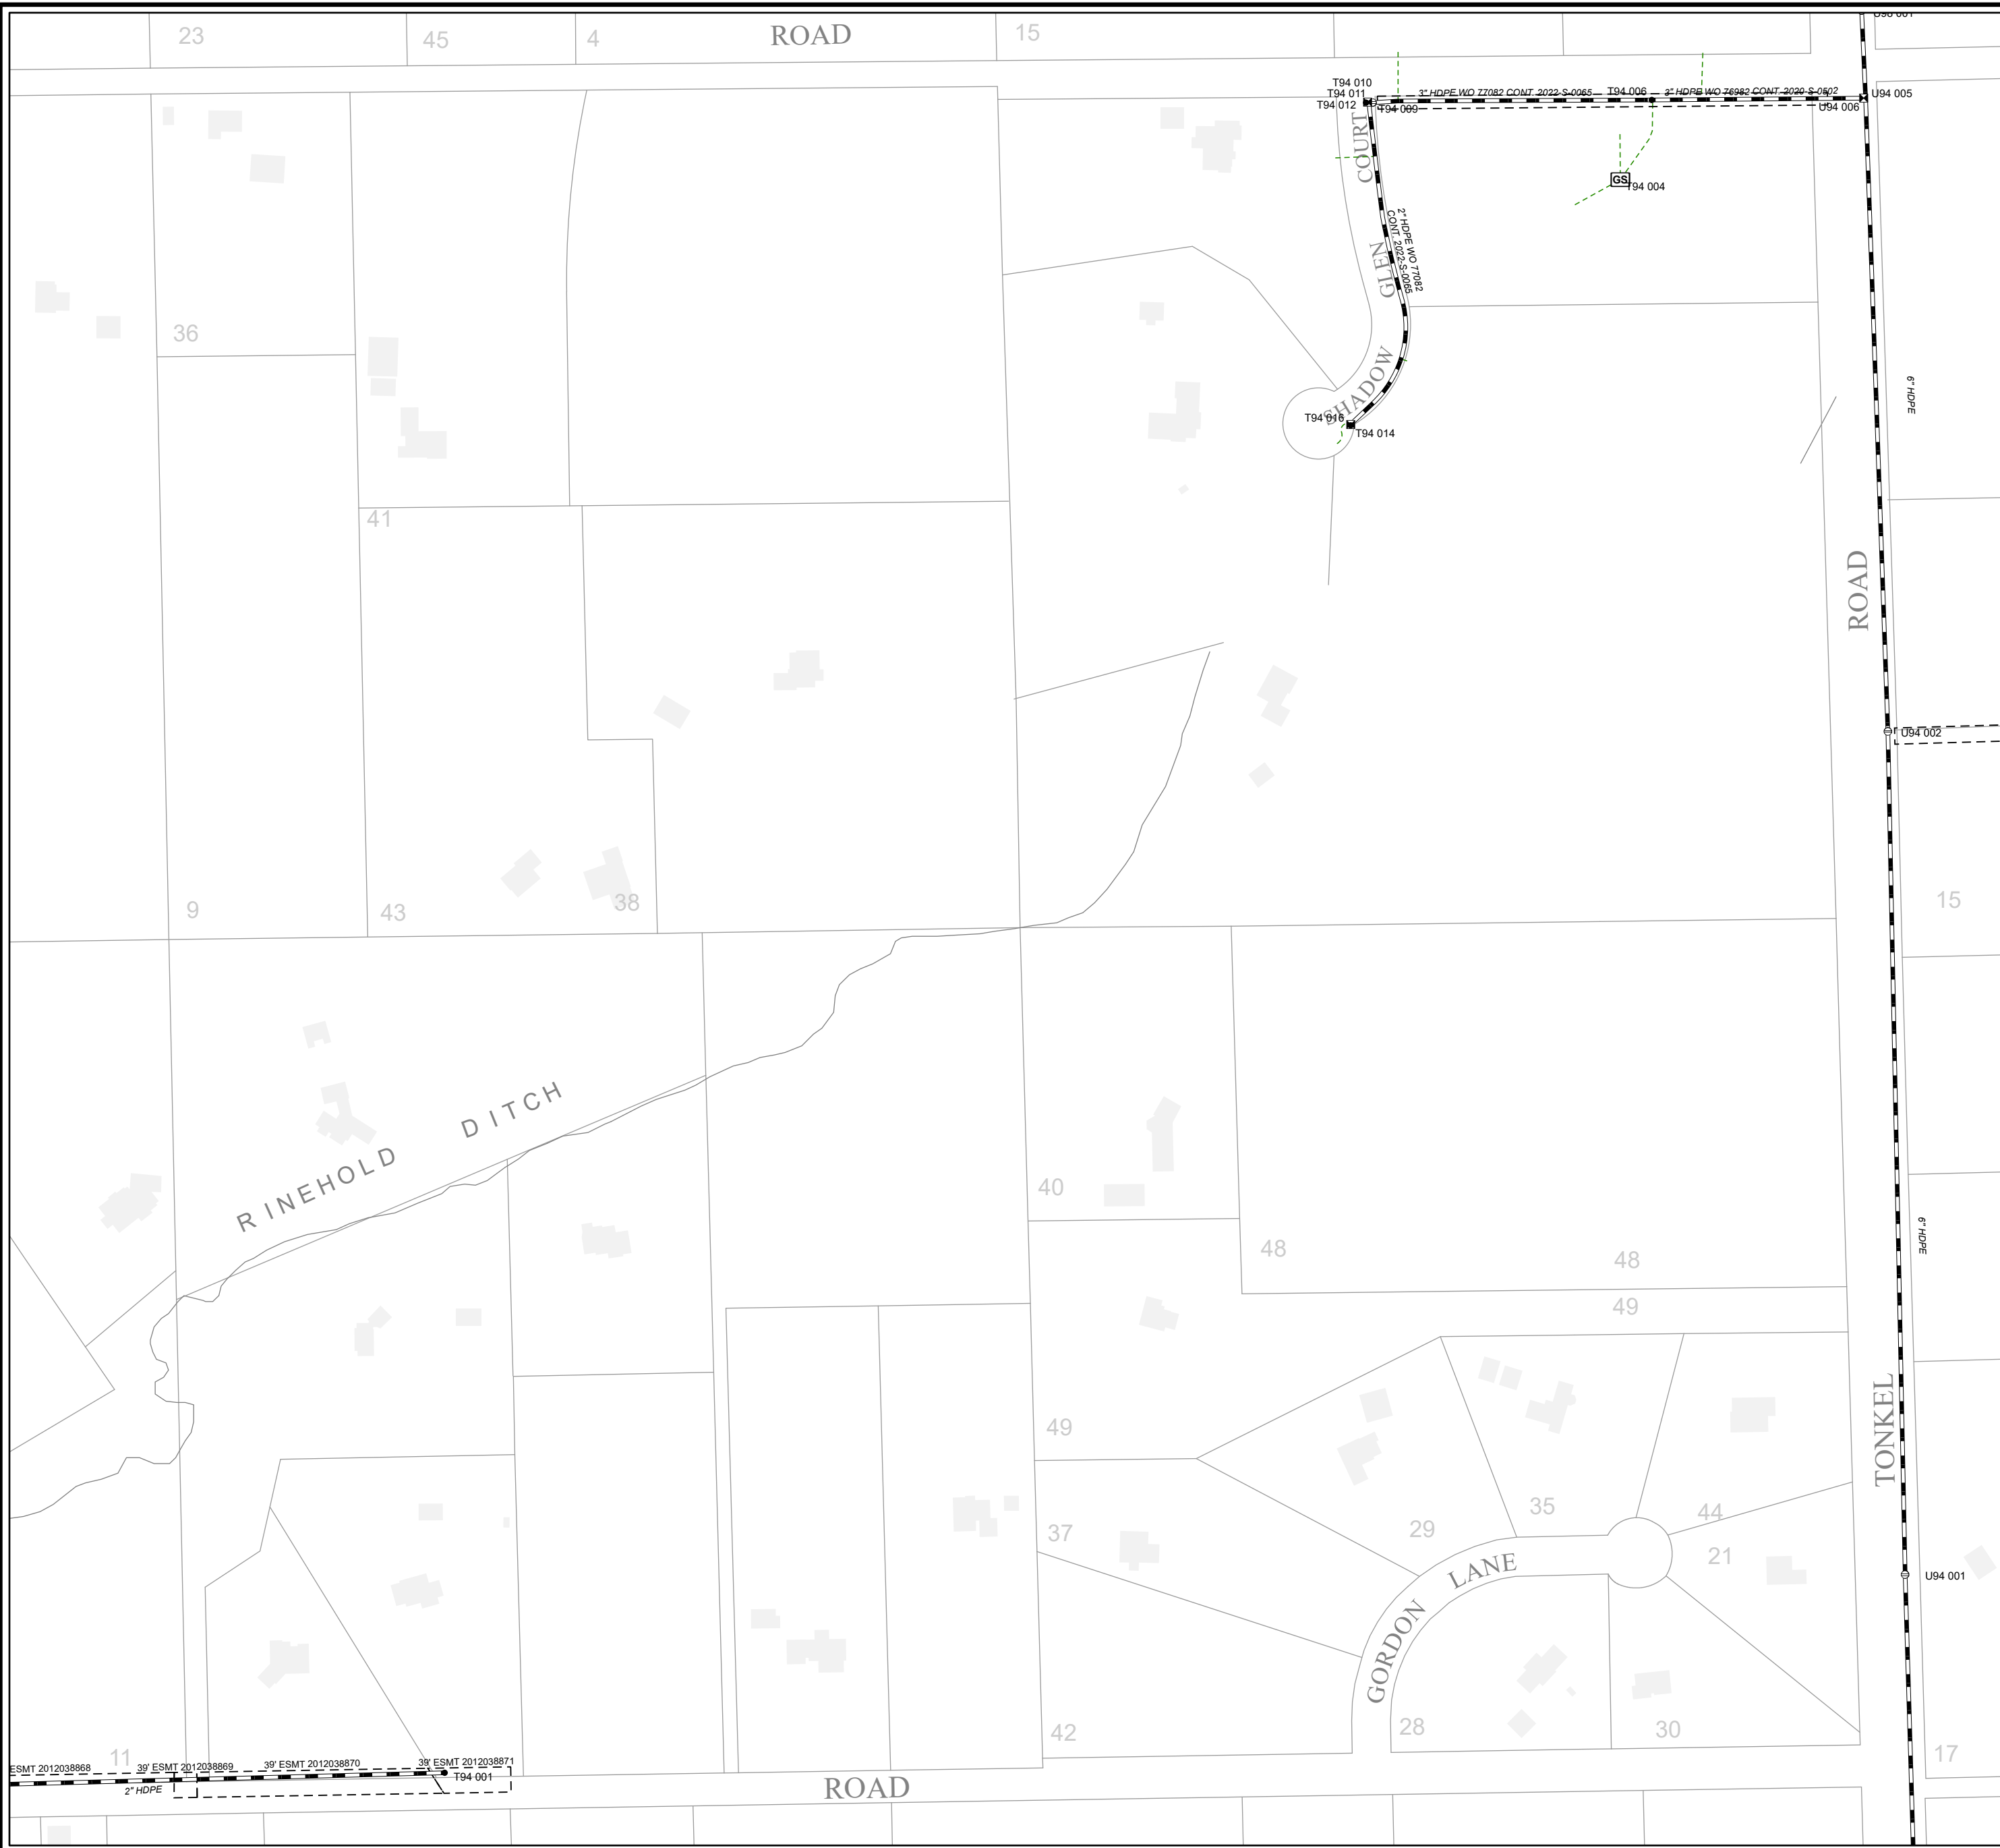 U98 001
23
45
4
ROAD
15
T94 010
T94 011
T94 012
T94 009
3" HDPE WO 77082 CONT. 2022-S-0065
T94 006
3" HDPE WO 76982 CONT. 2020-S-0502
U94 006
U94 005
GS
T94 004
SHADOW GLEN COURT
2" HDPE WO 77082
CONT. 2022-S-0065
36
6" HDPE
T94 016
T94 014
41
ROAD
U94 002
9
43
38
15
RINEHOLD DITCH
40
48
48
6" HDPE
49
49
TONKEL
37
29
35
44
21
GORDON LANE
U94 001
42
28
30
17
11
ESMT 2012038868
39' ESMT 2012038869
39' ESMT 2012038870
39' ESMT 2012038871
T94 001
2" HDPE
ROAD